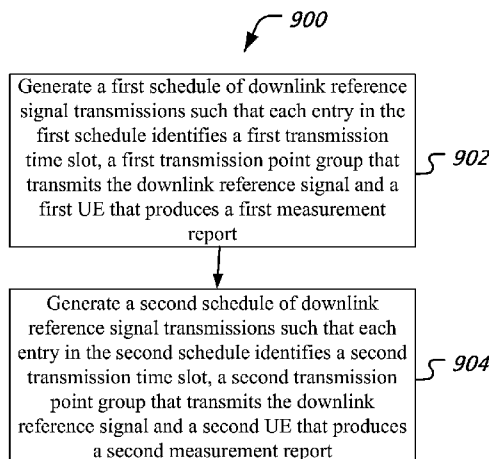 900
Generate a first schedule of downlink reference
signal transmissions such that each entry in the
first schedule identifies a first transmission
time slot, a first transmission point group that
transmits the downlink reference signal and a
first UE that produces a first measurement
report
902
Generate a second schedule of downlink
reference signal transmissions such that each
entry in the second schedule identifies a second
transmission time slot, a second transmission
point group that transmits the downlink
reference signal and a second UE that produces
a second measurement report
904